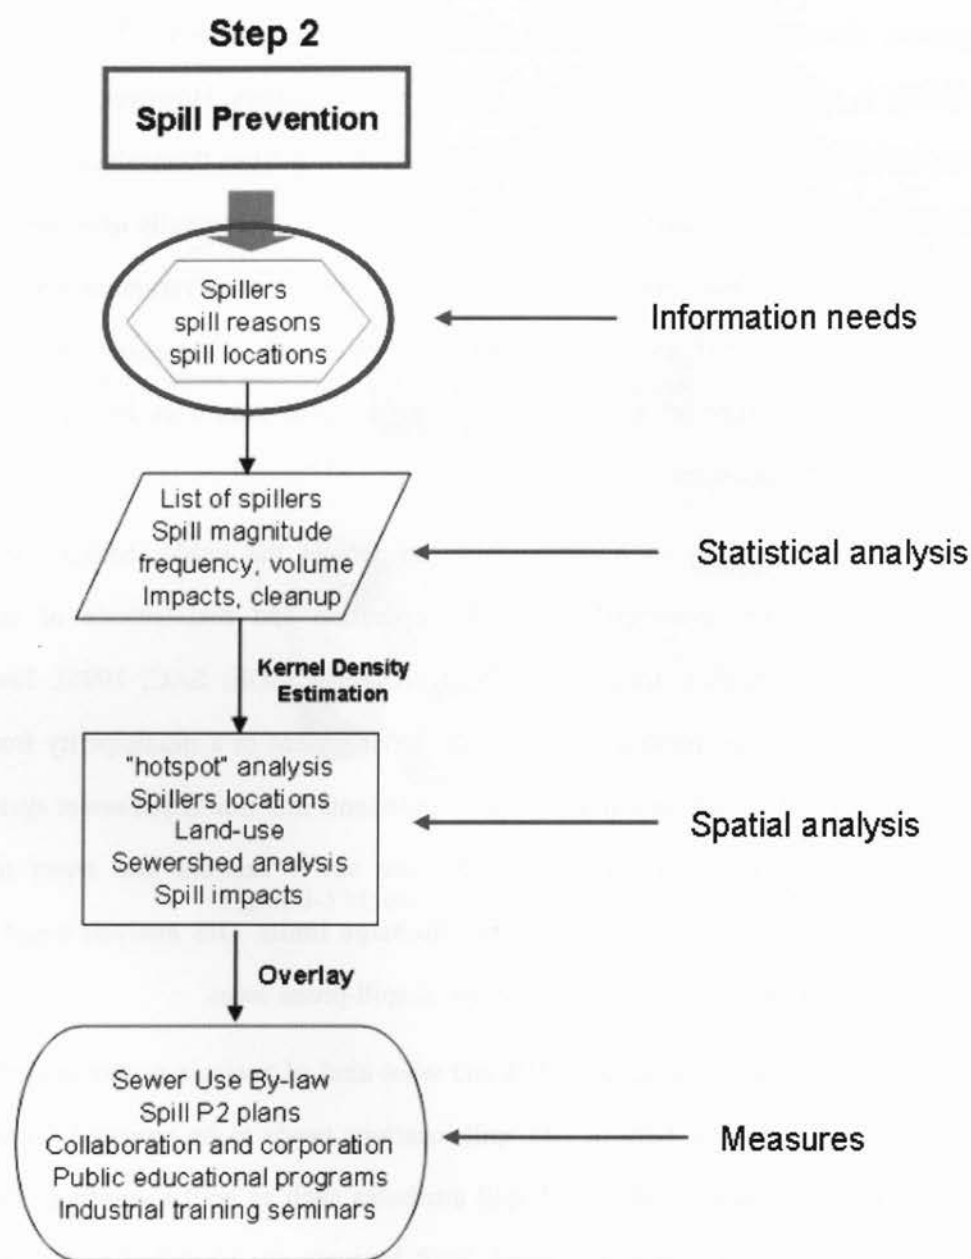 Step 2
Spill Prevention
Spillers
spill reasons
spill locations
Information needs
List of spillers
Spill magnitude
frequency, volume
Impacts, cleanup
Statistical analysis
Kernel Density
Estimation
"hotspot" analysis
Spillers locations
Land-use
Sewershed analysis
Spill impacts
Spatial analysis
Overlay
Sewer Use By-law
Spill P2 plans
Collaboration and corporation
Public educational programs
Industrial training seminars
Measures